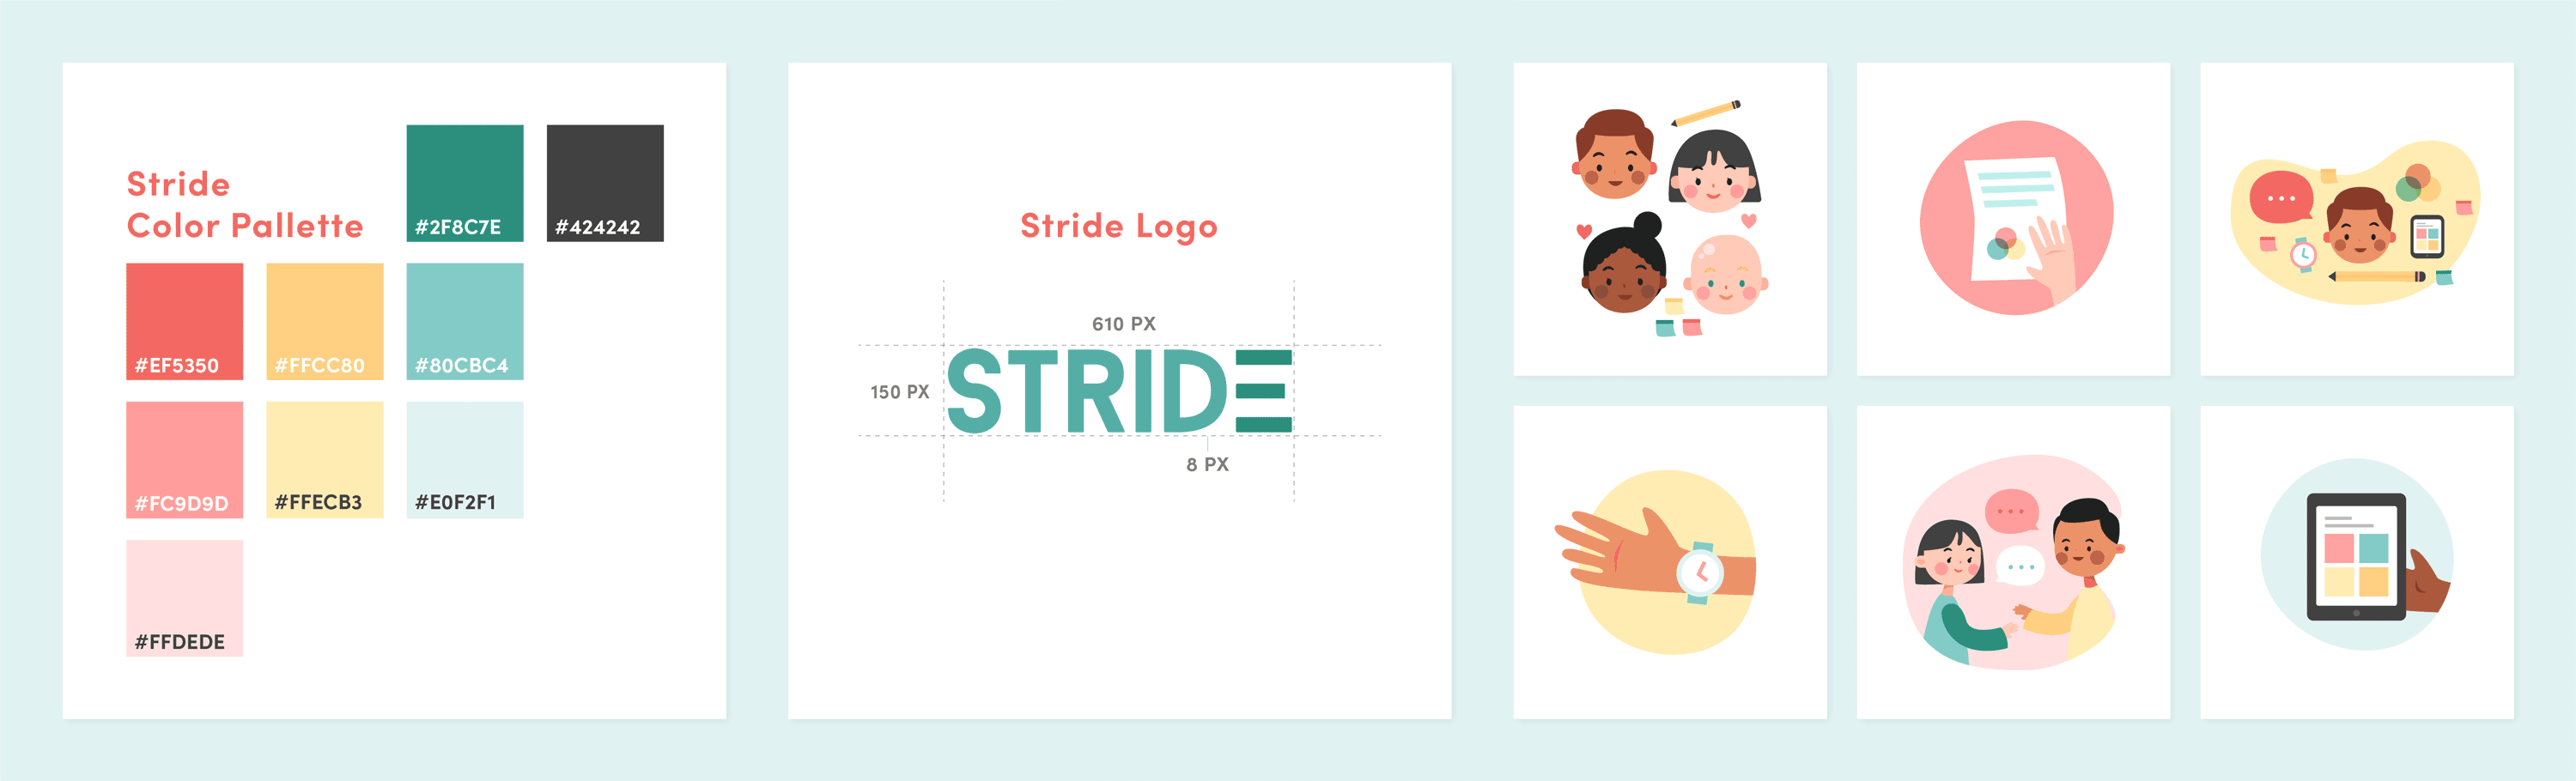 Stride
Color Pallette
#2F8C7E
#424242
#EF5350
#FFCC80
#80CBC4
#FC9D9D
#FFECB3
#E0F2F1
#FFDEDE
Stride Logo
610 PX
150 PX
STRIDE
8 PX